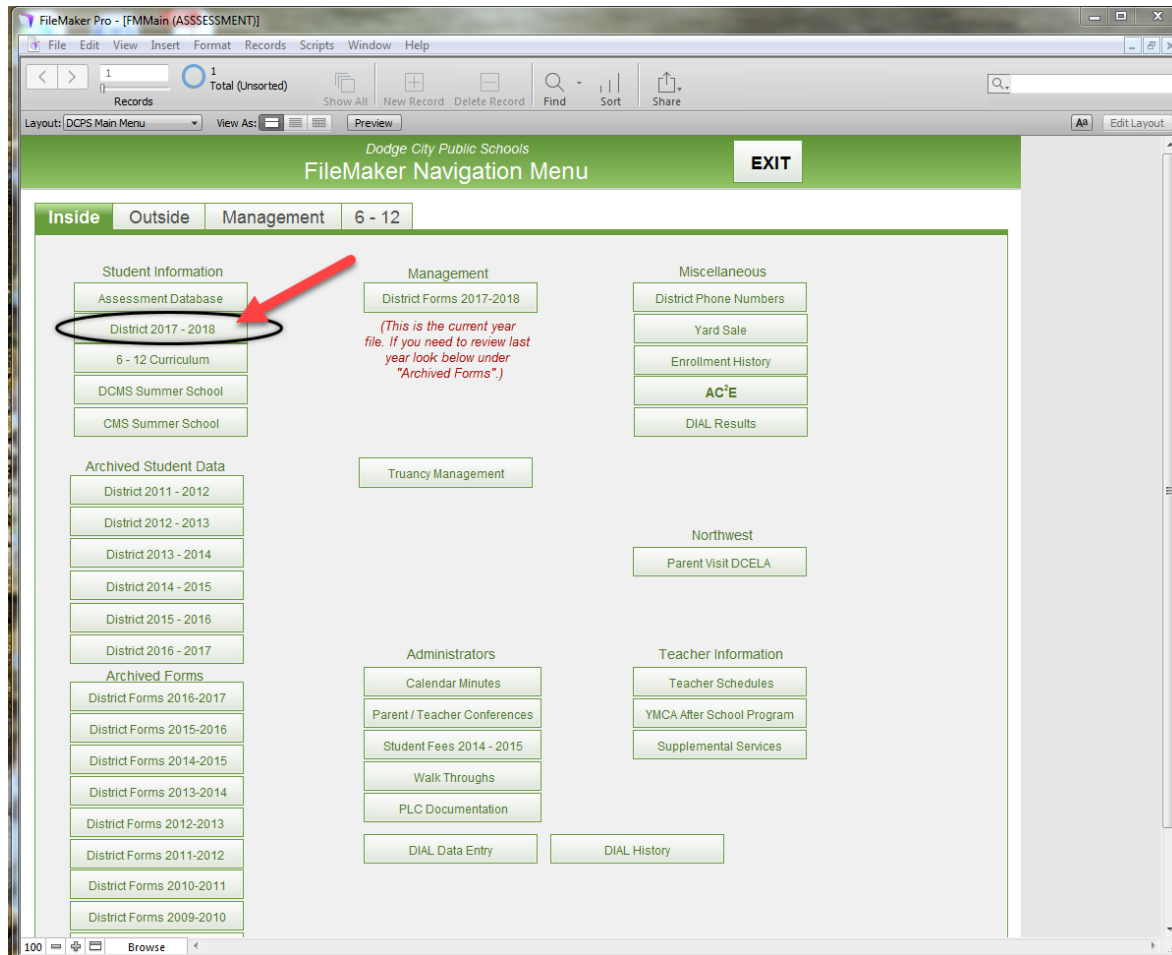 FileMaker Pro - [FMMain (ASSSESSMENT)]
File Edit View Insert Format Records Scripts Window Help
1
1
Total (Unsorted)
Records
Show All New Record Delete Record Find Sort Share
Layout: DCPS Main Menu View As: Preview Aa Edit Layout
Dodge City Public Schools
FileMaker Navigation Menu
EXIT
Inside Outside Management 6 - 12
Student Information
Assessment Database
District 2017 - 2018
6 - 12 Curriculum
DCMS Summer School
CMS Summer School
Archived Student Data
District 2011 - 2012
District 2012 - 2013
District 2013 - 2014
District 2014 - 2015
District 2015 - 2016
District 2016 - 2017
Archived Forms
District Forms 2016-2017
District Forms 2015-2016
District Forms 2014-2015
District Forms 2013-2014
District Forms 2012-2013
District Forms 2011-2012
District Forms 2010-2011
District Forms 2009-2010
Management
District Forms 2017-2018
(This is the current year
file. If you need to review last
year look below under
"Archived Forms".)
Truancy Management
Administrators
Calendar Minutes
Parent / Teacher Conferences
Student Fees 2014 - 2015
Walk Throughs
PLC Documentation
DIAL Data Entry
DIAL History
Miscellaneous
District Phone Numbers
Yard Sale
Enrollment History
AC²E
DIAL Results
Northwest
Parent Visit DCELA
Teacher Information
Teacher Schedules
YMCA After School Program
Supplemental Services
100 Browse